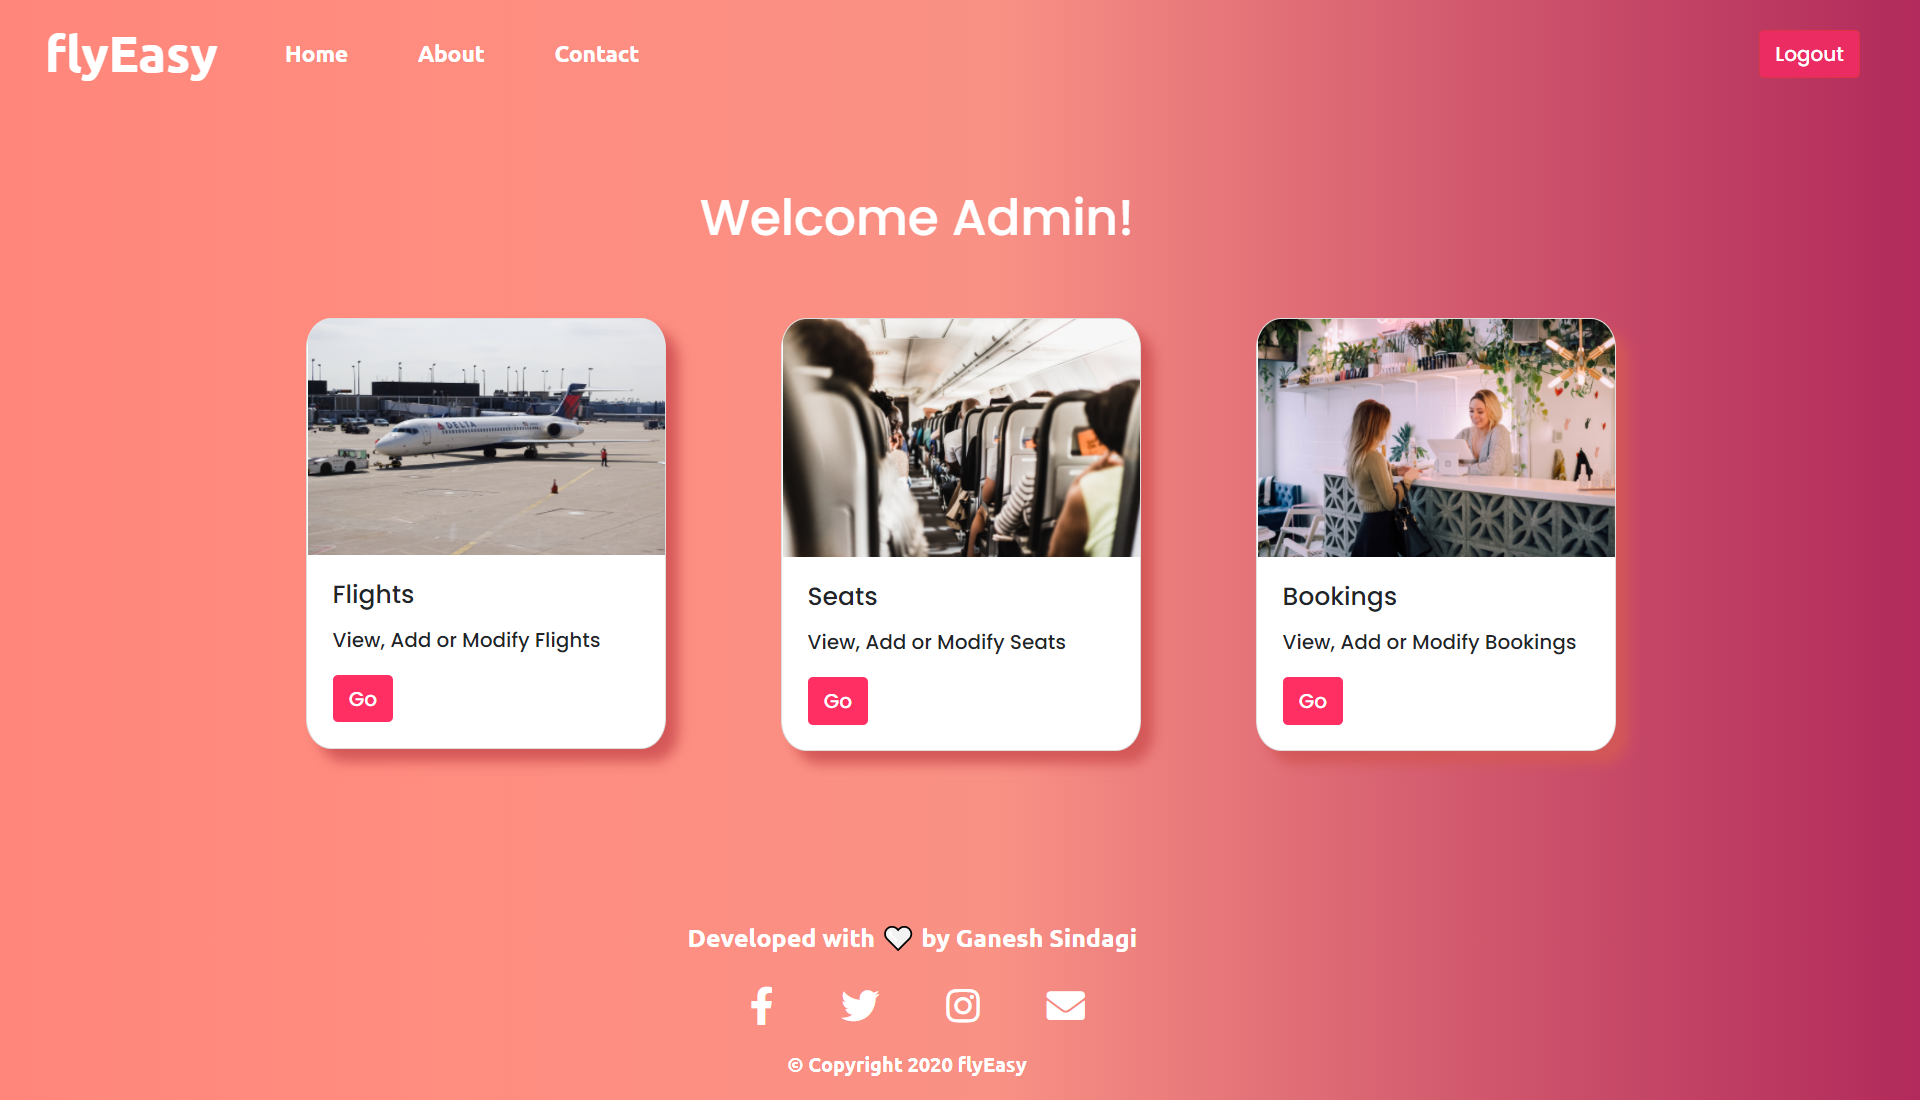 flyEasy Home About Contact Logout
Welcome Admin!
DELTA
Flights
View, Add or Modify Flights
Go
Seats
View, Add or Modify Seats
Go
Bookings
View, Add or Modify Bookings
Go
Developed with 🤍 by Ganesh Sindagi
© Copyright 2020 flyEasy